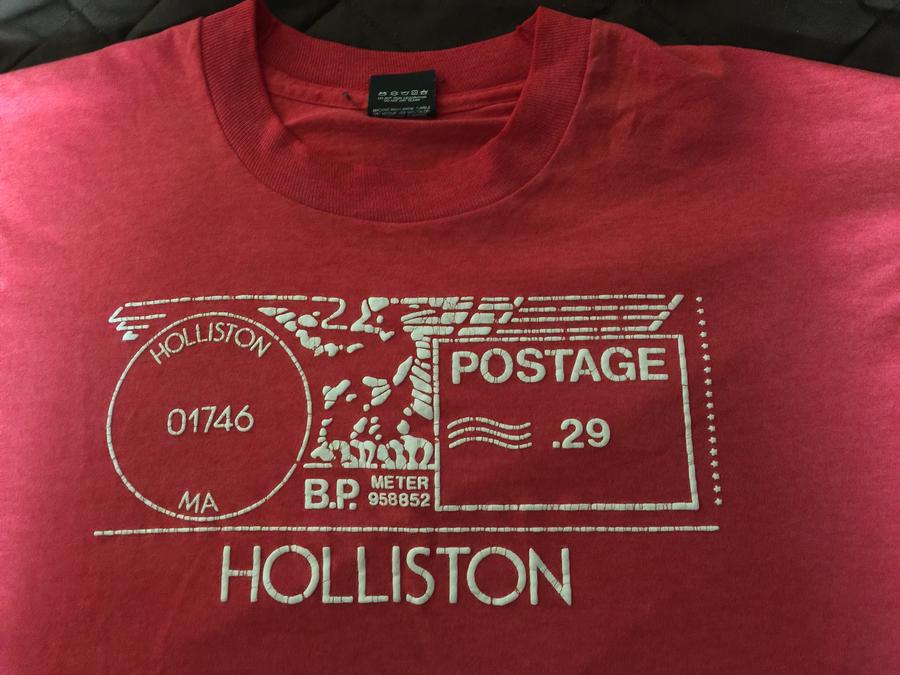 HOLLISTON
01746
MA
B.P. METER
958852
POSTAGE
.29
HOLLISTON